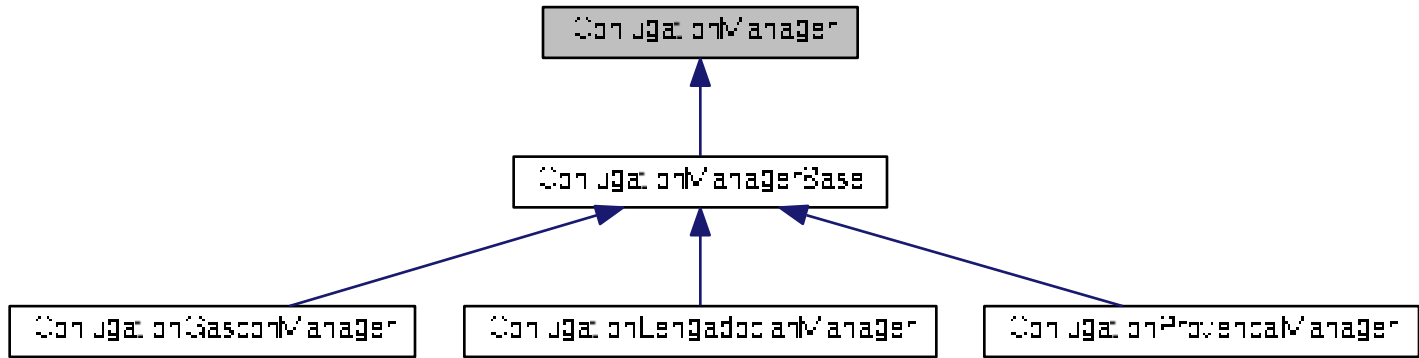 ConjugationManager
ConjugationManagerBase
ConjugationGasconManager
ConjugationLengadocianManager
ConjugationProvencalManager